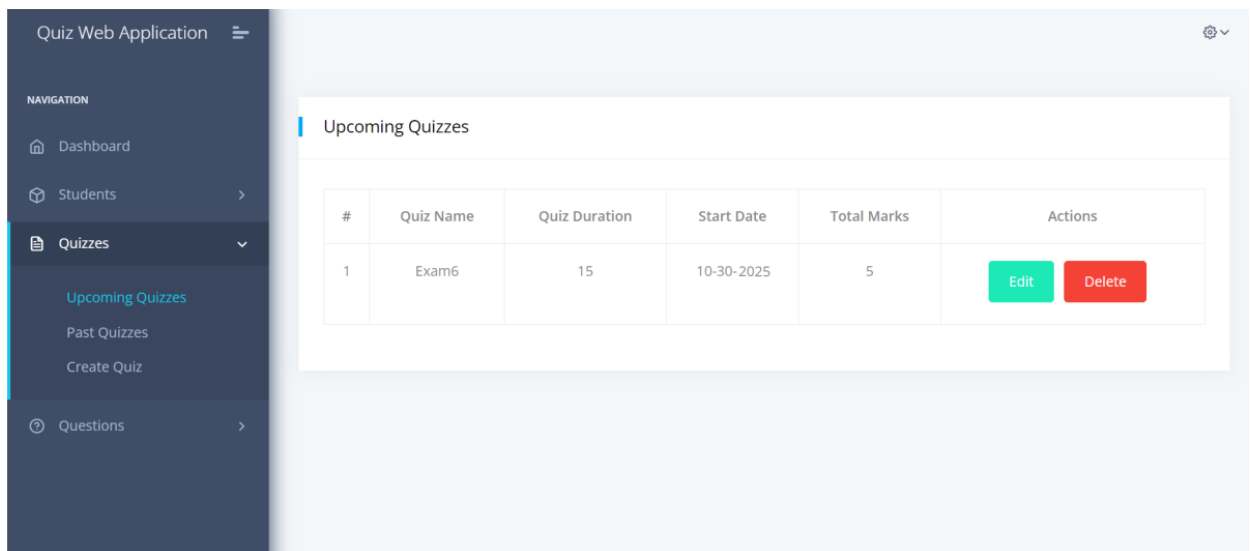 Quiz Web Application
NAVIGATION
Dashboard
Students
Quizzes
Upcoming Quizzes
Past Quizzes
Create Quiz
Questions
Upcoming Quizzes
# Quiz Name Quiz Duration Start Date Total Marks Actions
1 Exam6 15 10-30-2025 5 Edit Delete